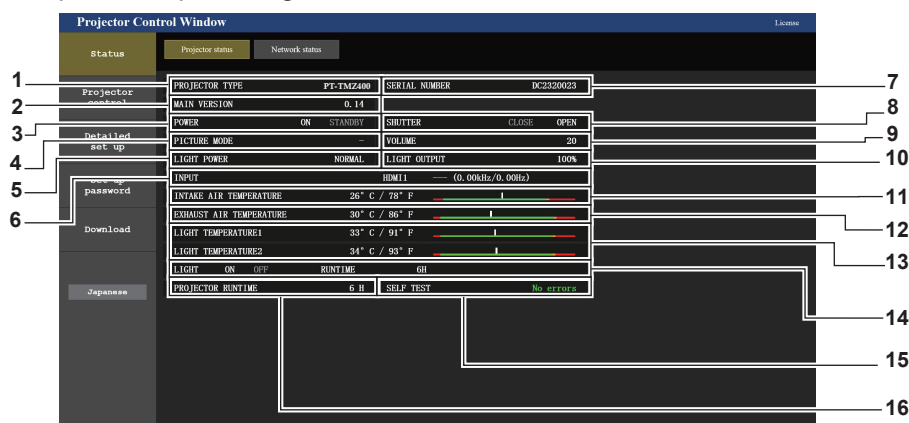 Projector Control Window License
Status Projector status Network status
1 PROJECTOR TYPE PT-TMZ400 SERIAL NUMBER DC2320023 7
Projector
control
2 MAIN VERSION 0.14
3 POWER ON STANDBY SHUTTER CLOSE OPEN 8
Detailed
set up
4 PICTURE MODE - VOLUME 20 9
5 LIGHT POWER NORMAL LIGHT OUTPUT 100% 10
Set up
password
6 INPUT HDMI1 --- (0.00kHz/0.00Hz)
INTAKE AIR TEMPERATURE 26° C / 78° F 11
EXHAUST AIR TEMPERATURE 30° C / 86° F 12
Download
LIGHT TEMPERATURE1 33° C / 91° F
LIGHT TEMPERATURE2 34° C / 93° F 13
LIGHT ON OFF RUNTIME 6H 14
Japanese
PROJECTOR RUNTIME 6 H SELF TEST No errors 15
16